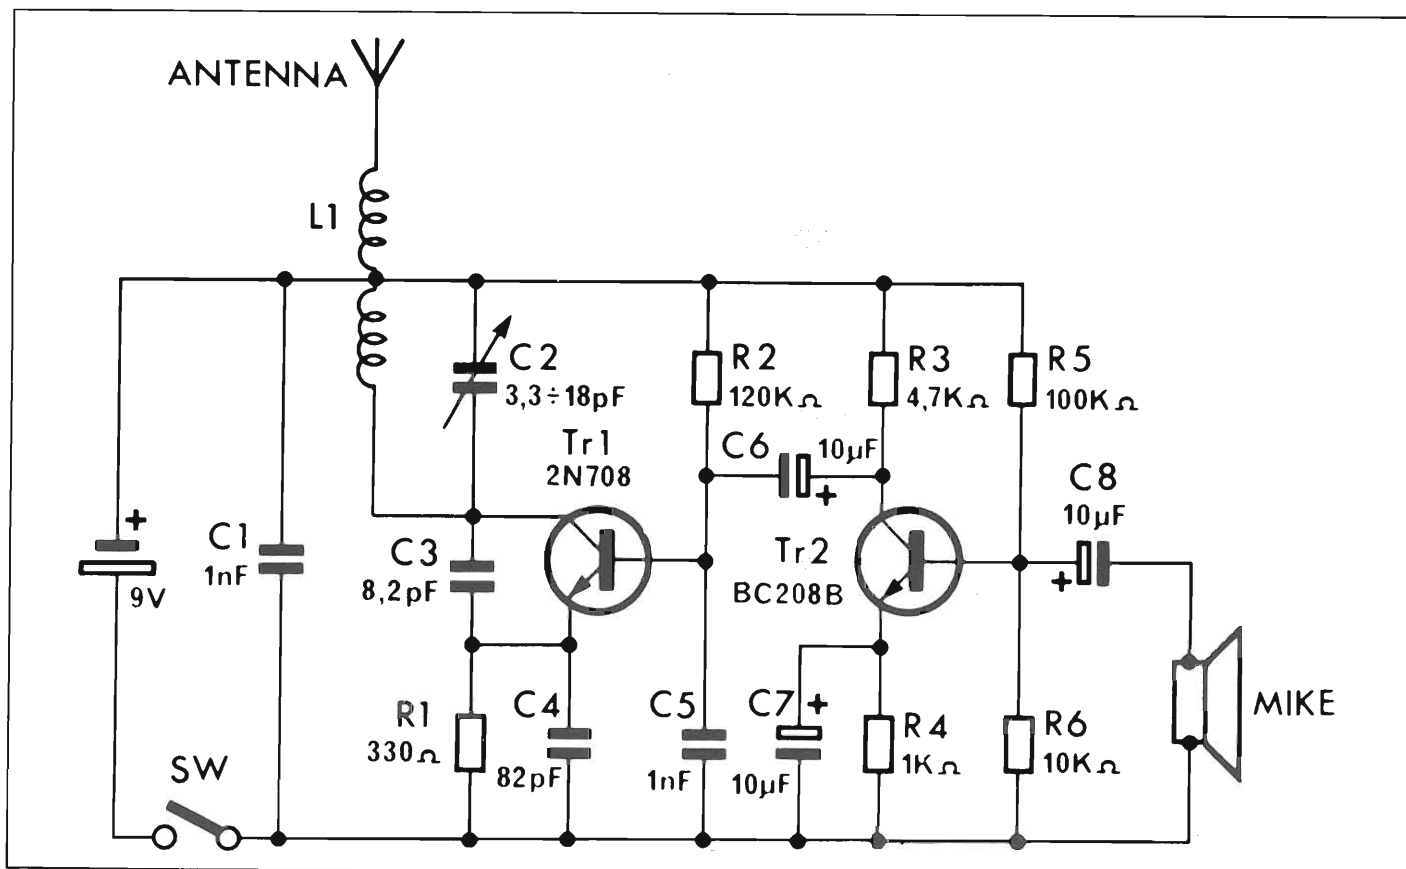 ANTENNA
L1
C2
3,3÷18pF
R2
120KΩ
R3
4,7KΩ
R5
100KΩ
Tr1
2N708
C6
10µF
+
C8
10µF
+
+
9V
C1
1nF
C3
8,2pF
Tr2
BC208B
SW
R1
330Ω
C4
82pF
C5
1nF
C7
+
10µF
R4
1KΩ
R6
10KΩ
MIKE